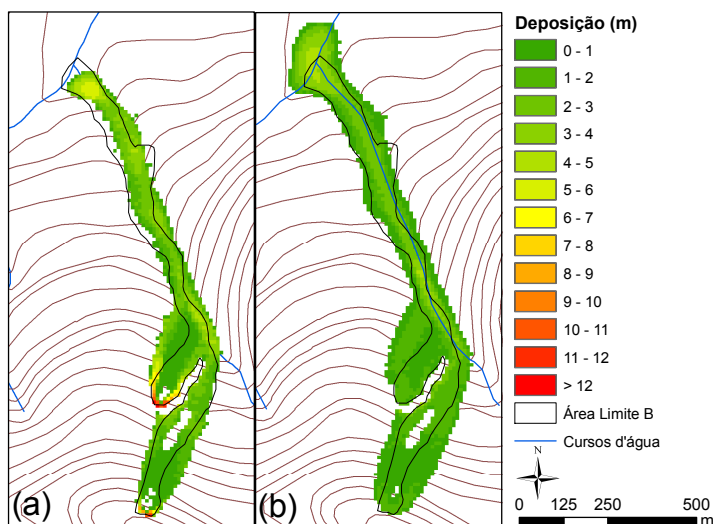 (a)
(b)
Deposição (m)
0 - 1
1 - 2
2 - 3
3 - 4
4 - 5
5 - 6
6 - 7
7 - 8
8 - 9
9 - 10
10 - 11
11 - 12
> 12
Área Limite B
Cursos d'água
N
0 125 250 500
m